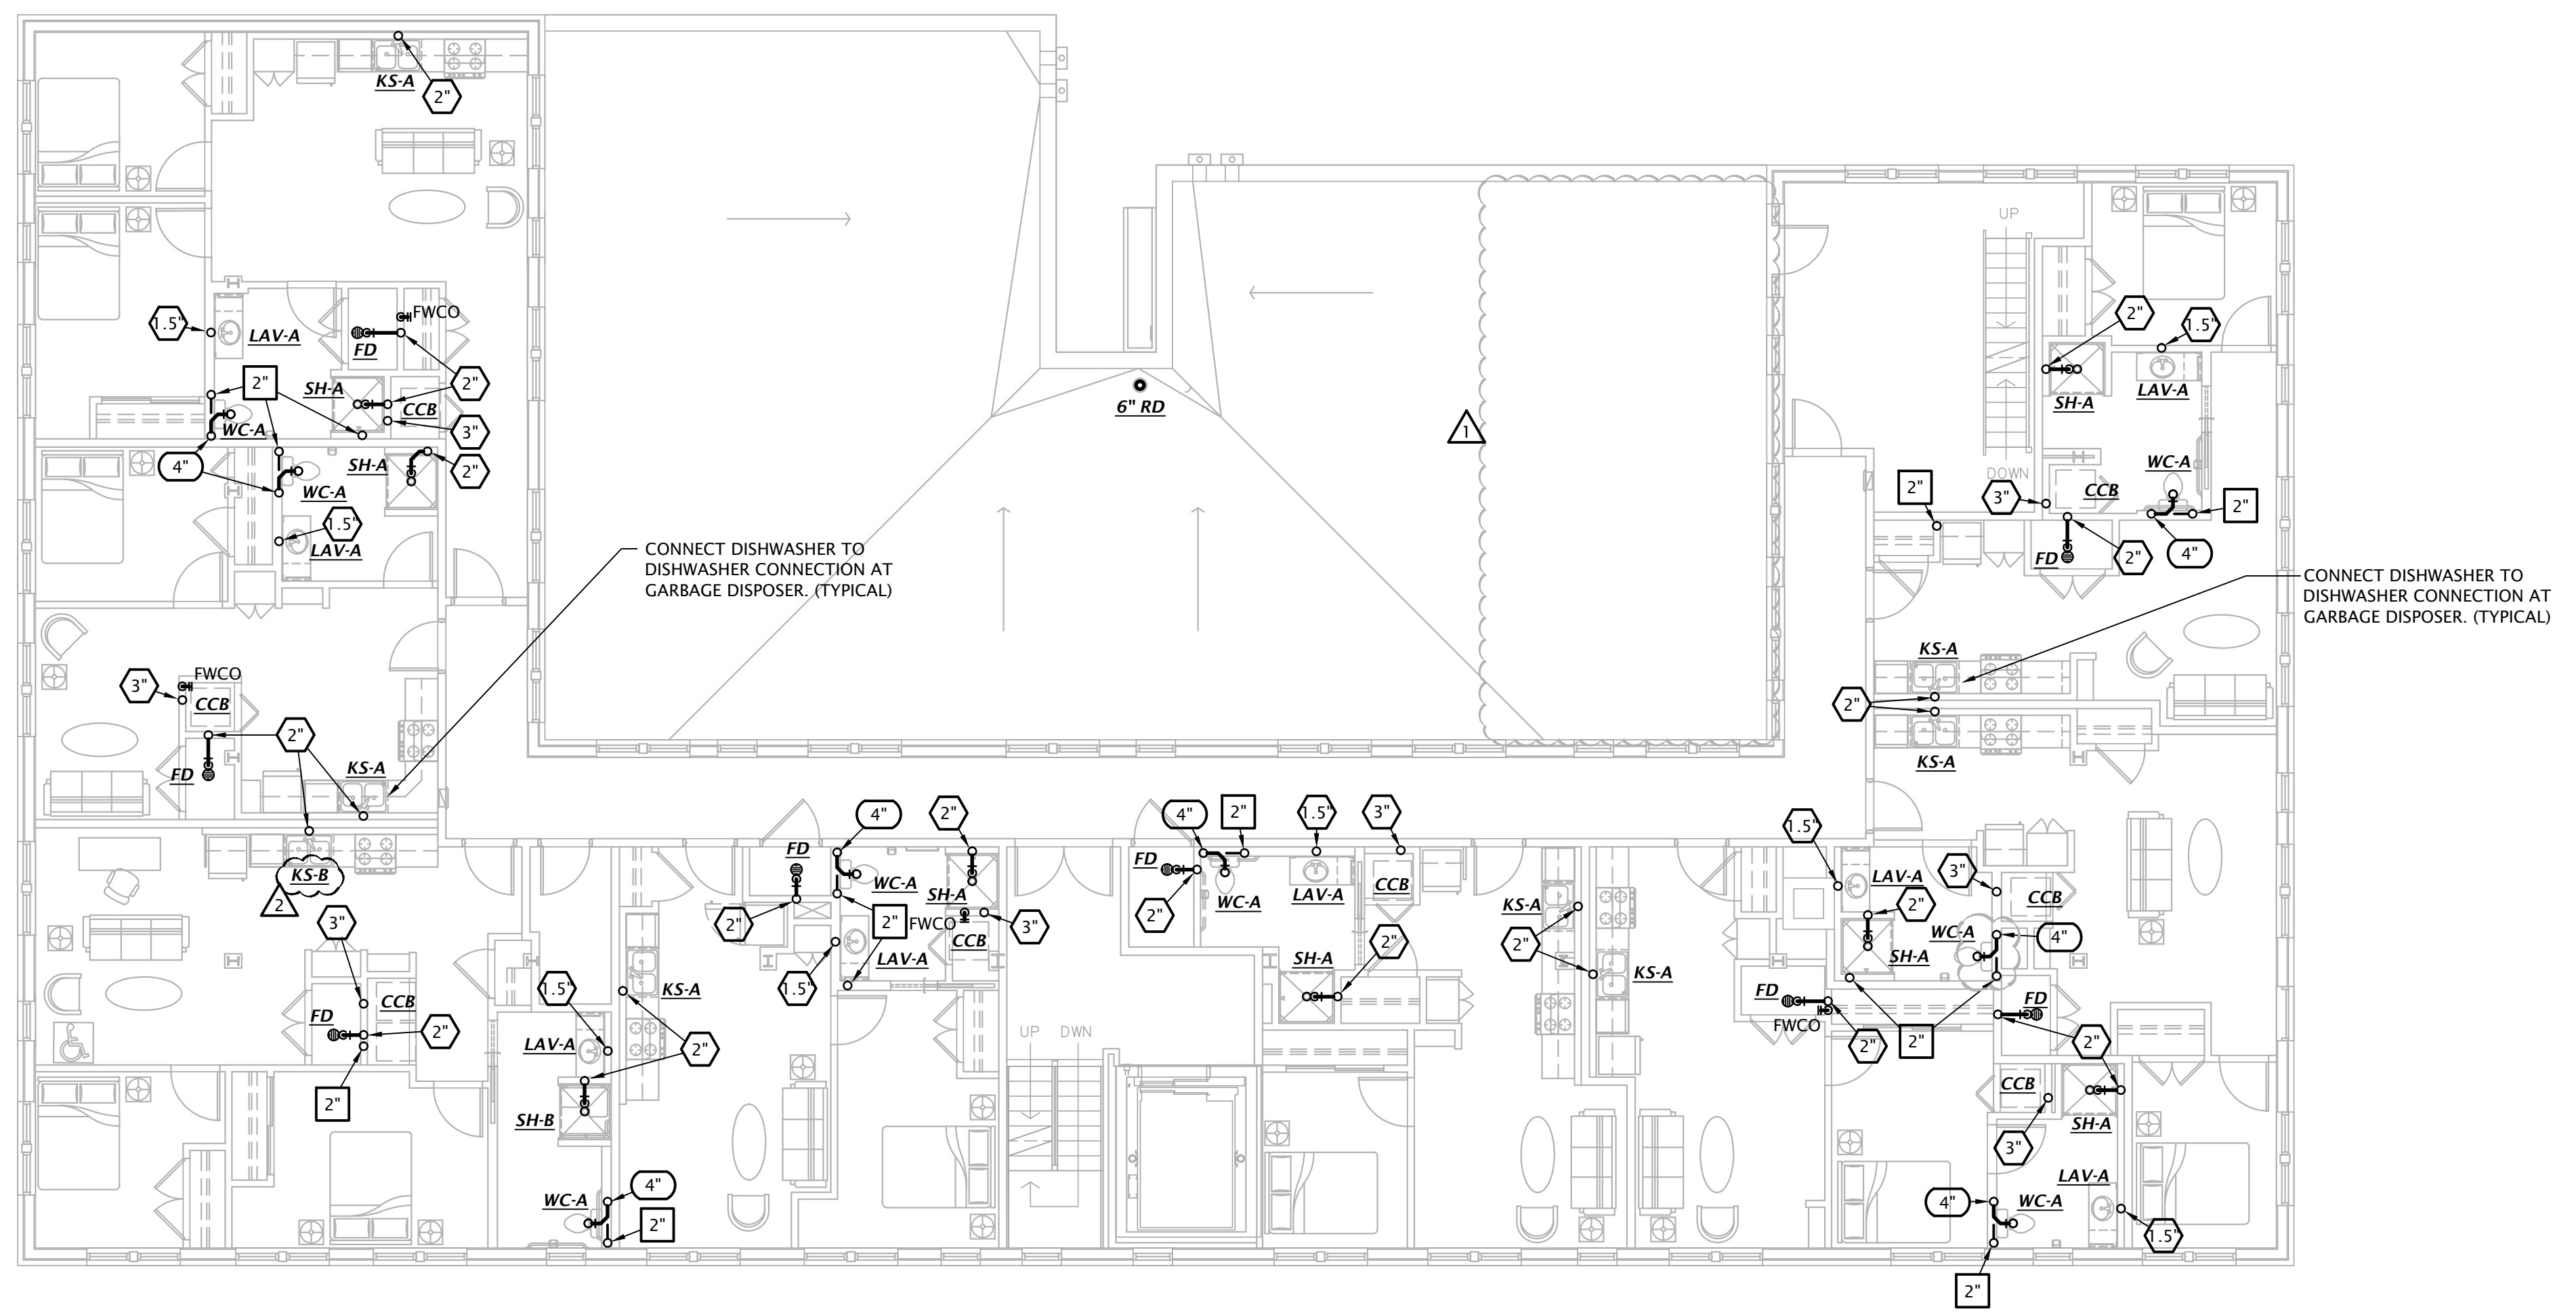 KS-A
2"
UP
2"
1.5"
FWCO
1.5"
LAV-A
FD
2"
SH-A
2"
CCB
SH-A
LAV-A
6" RD
WC-A
3"
1
4"
SH-A
2"
WC-A
WC-A
DOWN
2"
3"
CCB
2"
1.5"
LAV-A
FD
2"
4"
CONNECT DISHWASHER TO
DISHWASHER CONNECTION AT
GARBAGE DISPOSER. (TYPICAL)
CONNECT DISHWASHER TO
DISHWASHER CONNECTION AT
GARBAGE DISPOSER. (TYPICAL)
KS-A
2"
KS-A
FWCO
3"
CCB
2"
FD
KS-A
KS-B
2
3"
CCB
FD
2"
2"
4"
2"
FD
WC-A
SH-A
2"
2"
FWCO
3"
CCB
LAV-A
1.5"
1.5"
KS-A
LAV-A
2"
SH-B
WC-A
4"
2"
UP
DWN
4"
2"
1.5"
3"
FD
WC-A
LAV-A
CCB
2"
SH-A
2"
KS-A
2"
KS-A
1.5"
LAV-A
3"
CCB
2"
WC-A
4"
SH-A
FD
FWCO
FD
2"
2"
2"
CCB
SH-A
3"
LAV-A
4"
WC-A
1.5"
2"